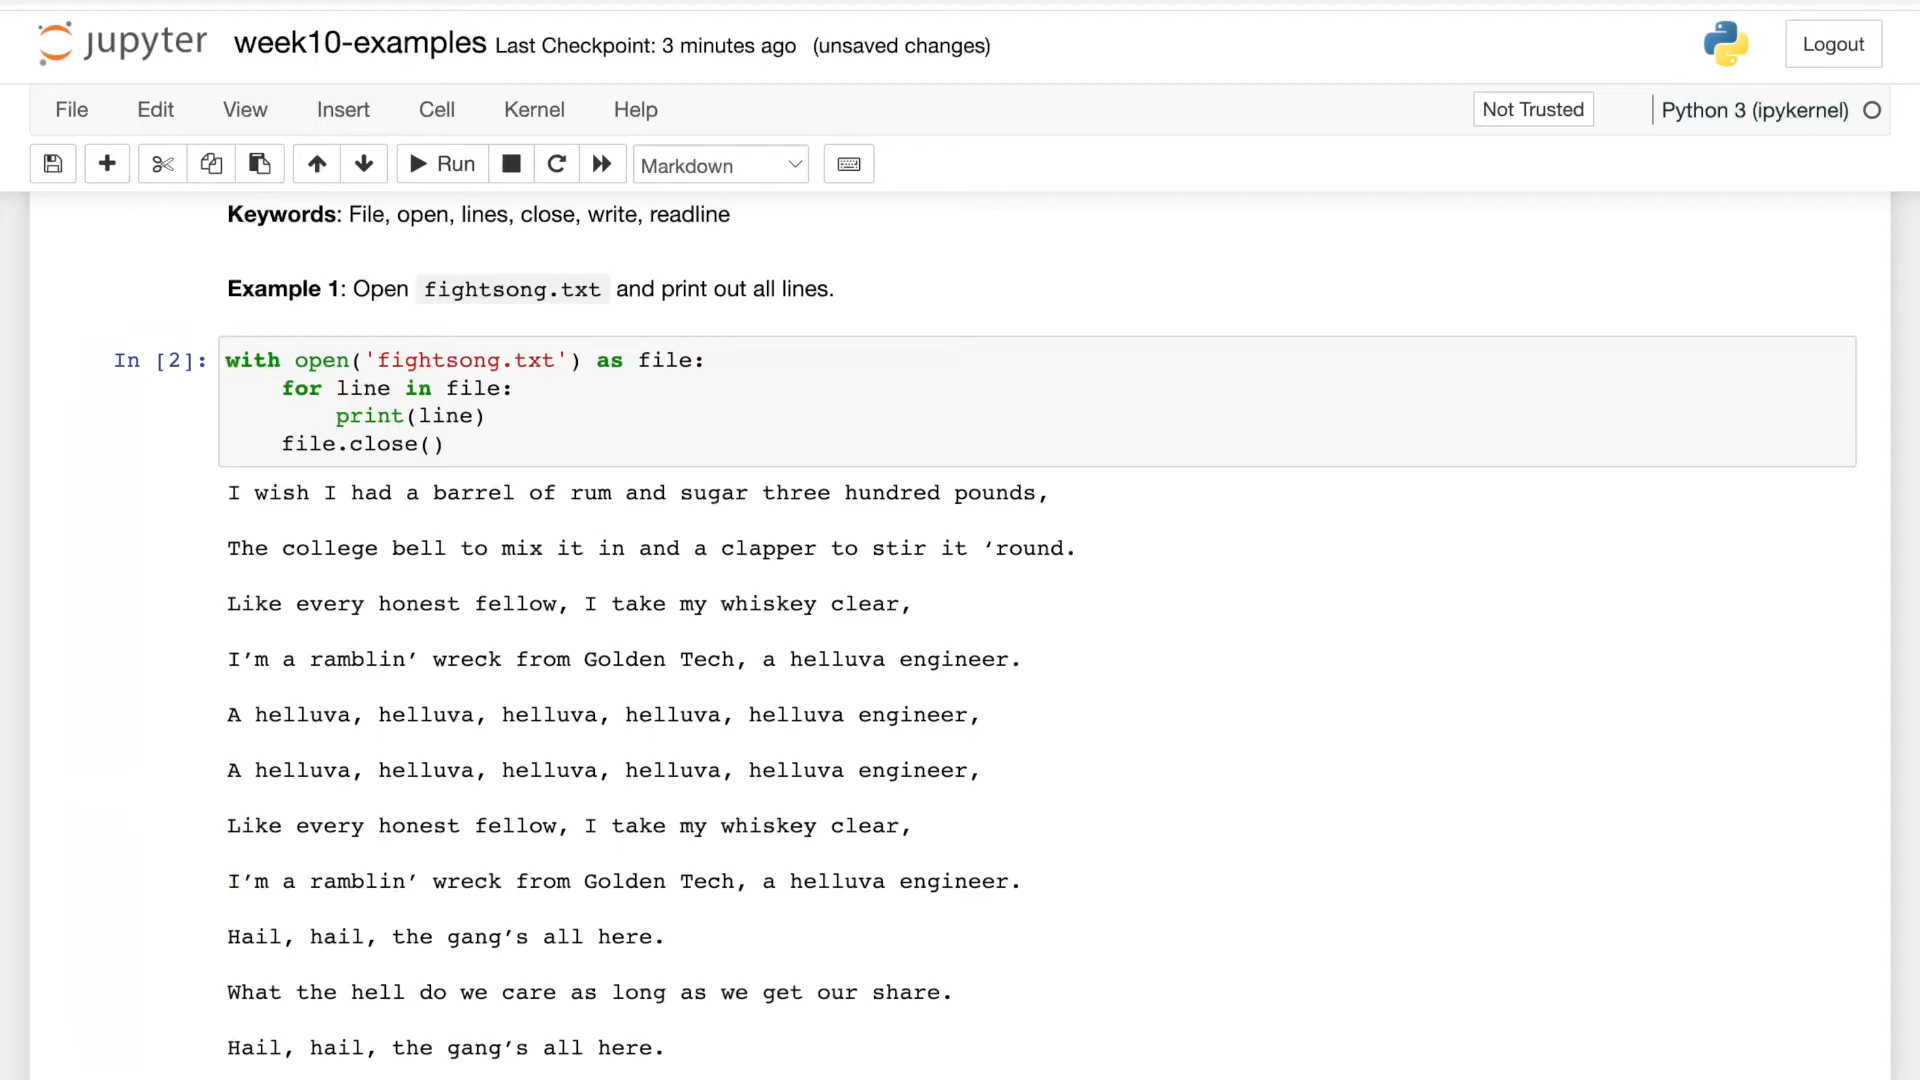 jupyter week10-examples Last Checkpoint: 3 minutes ago (unsaved changes) Logout
File Edit View Insert Cell Kernel Help Not Trusted Python 3 (ipykernel)
Run Markdown
Keywords: File, open, lines, close, write, readline
Example 1: Open fightsong.txt and print out all lines.
In [2]: with open('fightsong.txt') as file:
    for line in file:
        print(line)
    file.close()
I wish I had a barrel of rum and sugar three hundred pounds,
The college bell to mix it in and a clapper to stir it ‘round.
Like every honest fellow, I take my whiskey clear,
I’m a ramblin’ wreck from Golden Tech, a helluva engineer.
A helluva, helluva, helluva, helluva, helluva engineer,
A helluva, helluva, helluva, helluva, helluva engineer,
Like every honest fellow, I take my whiskey clear,
I’m a ramblin’ wreck from Golden Tech, a helluva engineer.
Hail, hail, the gang’s all here.
What the hell do we care as long as we get our share.
Hail, hail, the gang’s all here.